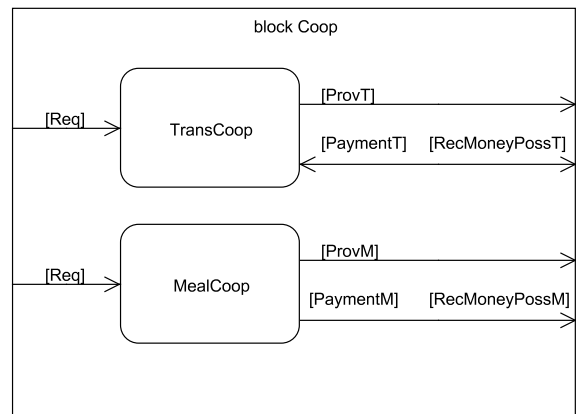 block Coop
[ProvT]
[Req]
TransCoop
[PaymentT] [RecMoneyPossT]
[ProvM]
[Req]
MealCoop
[PaymentM] [RecMoneyPossM]